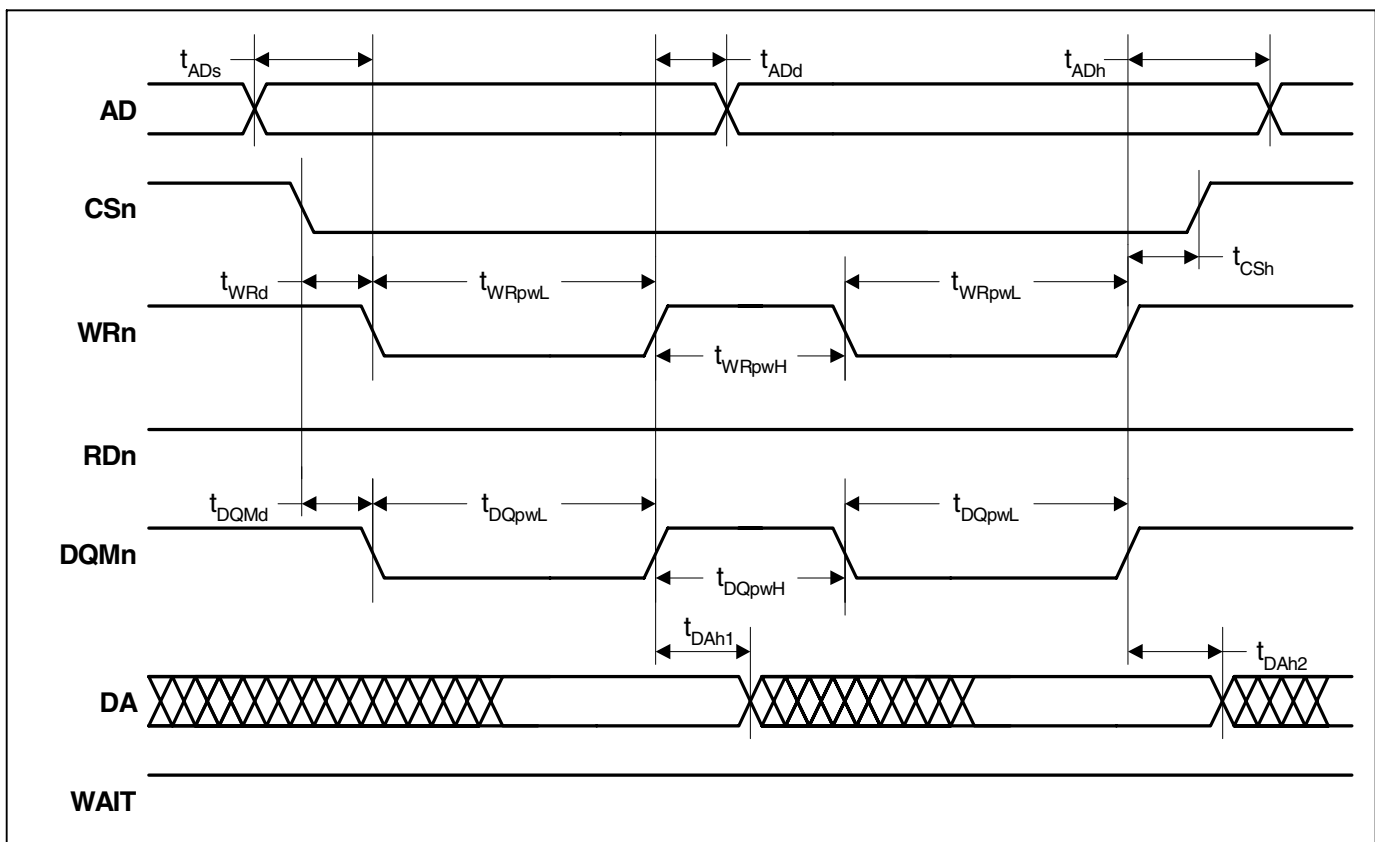 tADs
tADd
tADh
AD
CSn
tCSh
tWRd
tWRpwL
tWRpwL
WRn
tWRpwH
RDn
tDQMd
tDQpwL
tDQpwL
DQMn
tDQpwH
tDAh1
tDAh2
DA
WAIT